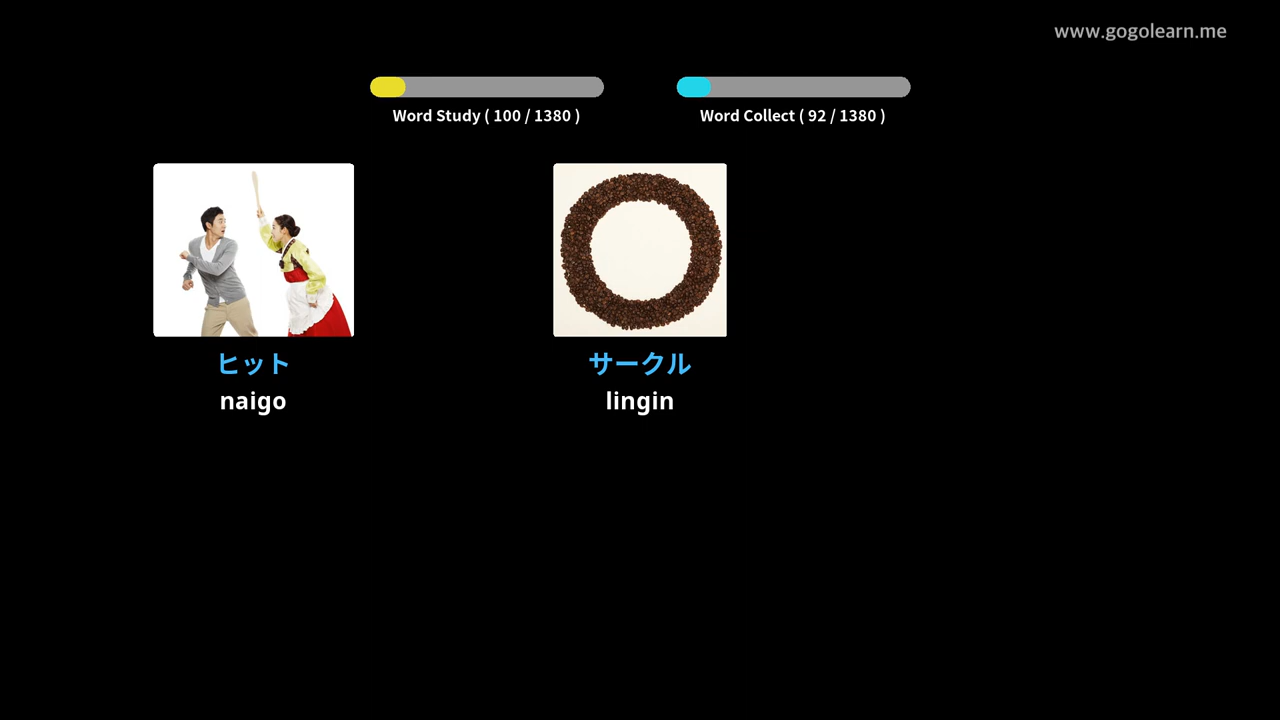 www.gogolearn.me
Word Study ( 100 / 1380 )
Word Collect ( 92 / 1380 )
ヒット
naigo
サークル
lingin